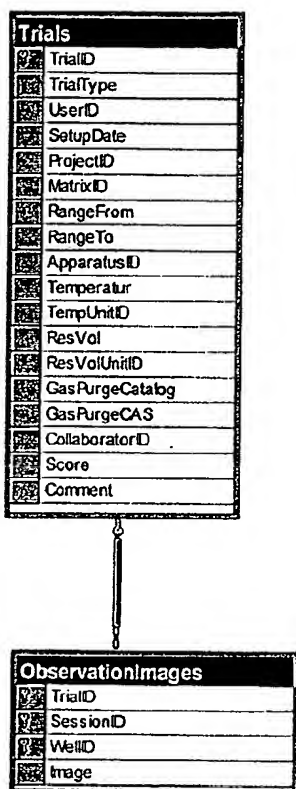 Trials
TrialID
TrialType
UserID
SetupDate
ProjectID
MatrixID
RangeFrom
RangeTo
ApparatusID
Temperatur
TempUnitID
ResVol
ResVolUnitID
GasPurgeCatalog
GasPurgeCAS
CollaboratorID
Score
Comment
ObservationImages
TrialID
SessionID
WellID
Image